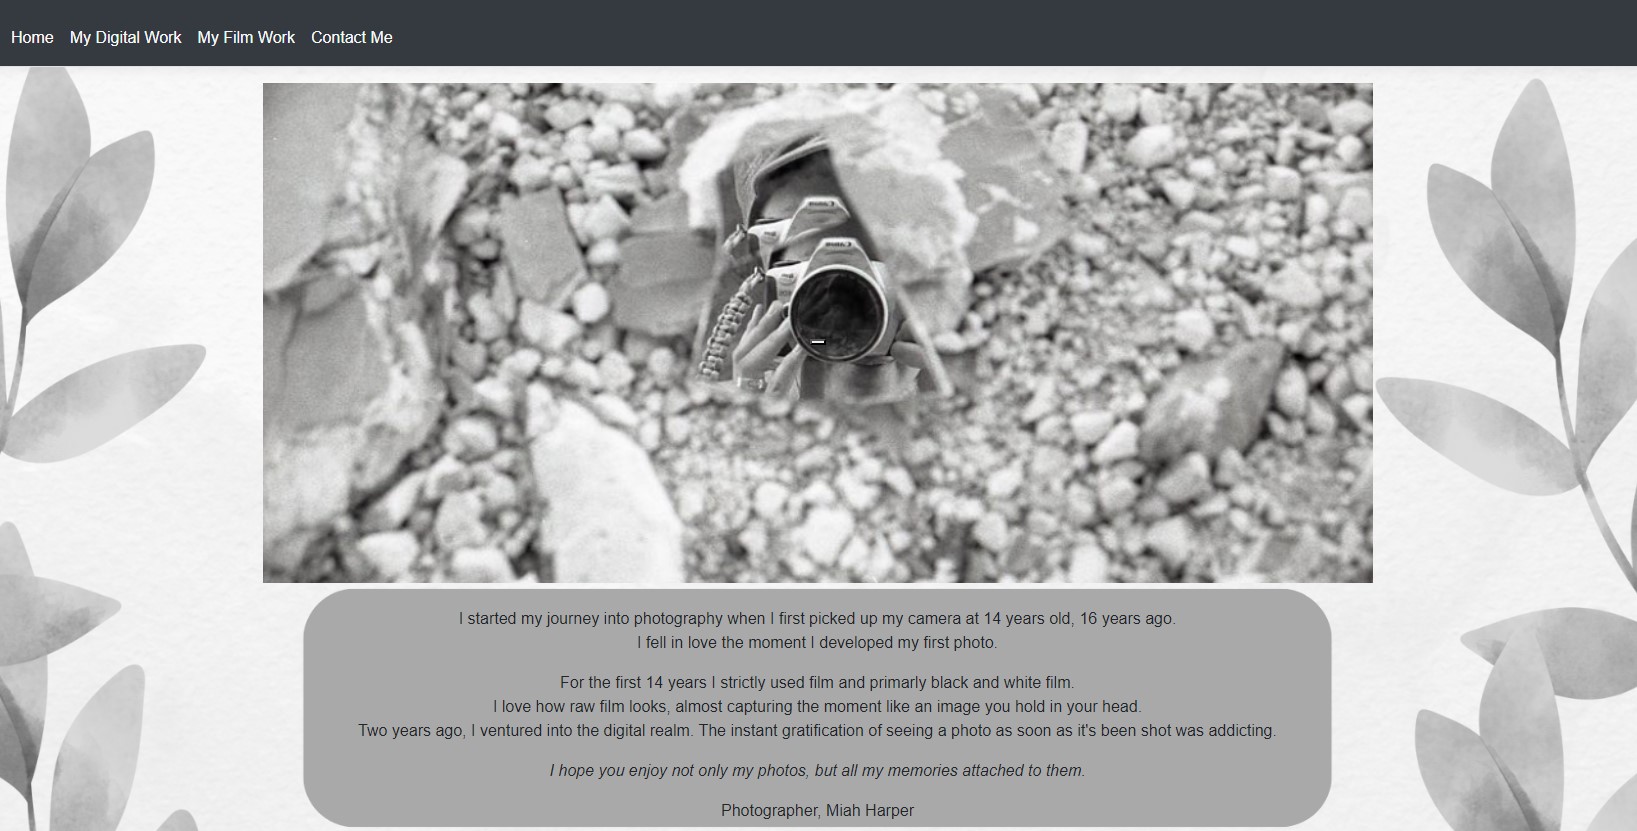 Home My Digital Work My Film Work Contact Me
I started my journey into photography when I first picked up my camera at 14 years old, 16 years ago.
I fell in love the moment I developed my first photo.
For the first 14 years I strictly used film and primarly black and white film.
I love how raw film looks, almost capturing the moment like an image you hold in your head.
Two years ago, I ventured into the digital realm. The instant gratification of seeing a photo as soon as it's been shot was addicting.
I hope you enjoy not only my photos, but all my memories attached to them.
Photographer, Miah Harper